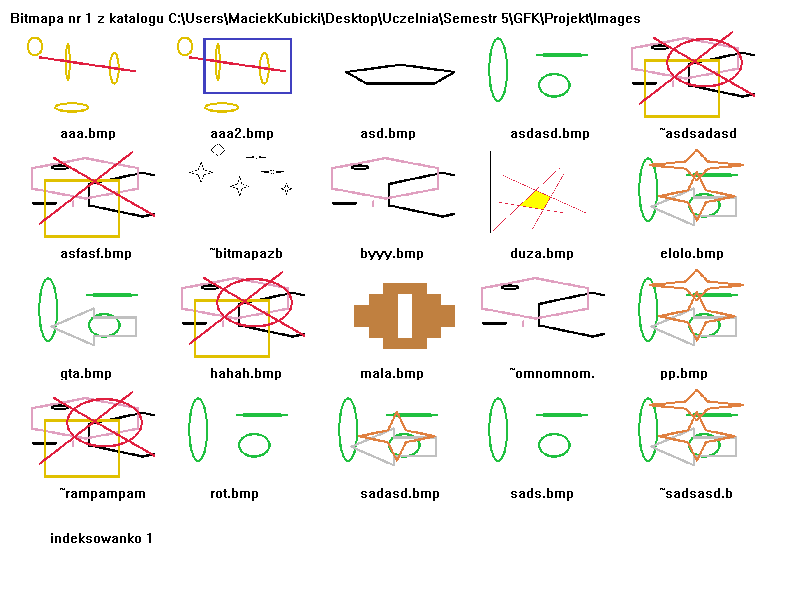 Bitmapa nr 1 z katalogu C:\Users\MaciekKubicki\Desktop\Uczelnia\Semestr 5\GFK\Projekt\Images
aaa.bmp aaa2.bmp asd.bmp asdasd.bmp ~asdsadasd
asfasf.bmp ~bitmapazb byyy.bmp duza.bmp elolo.bmp
gta.bmp hahah.bmp mala.bmp ~omnomnom. pp.bmp
~rampampam rot.bmp sadasd.bmp sads.bmp ~sadsasd.b
indeksowanko 1